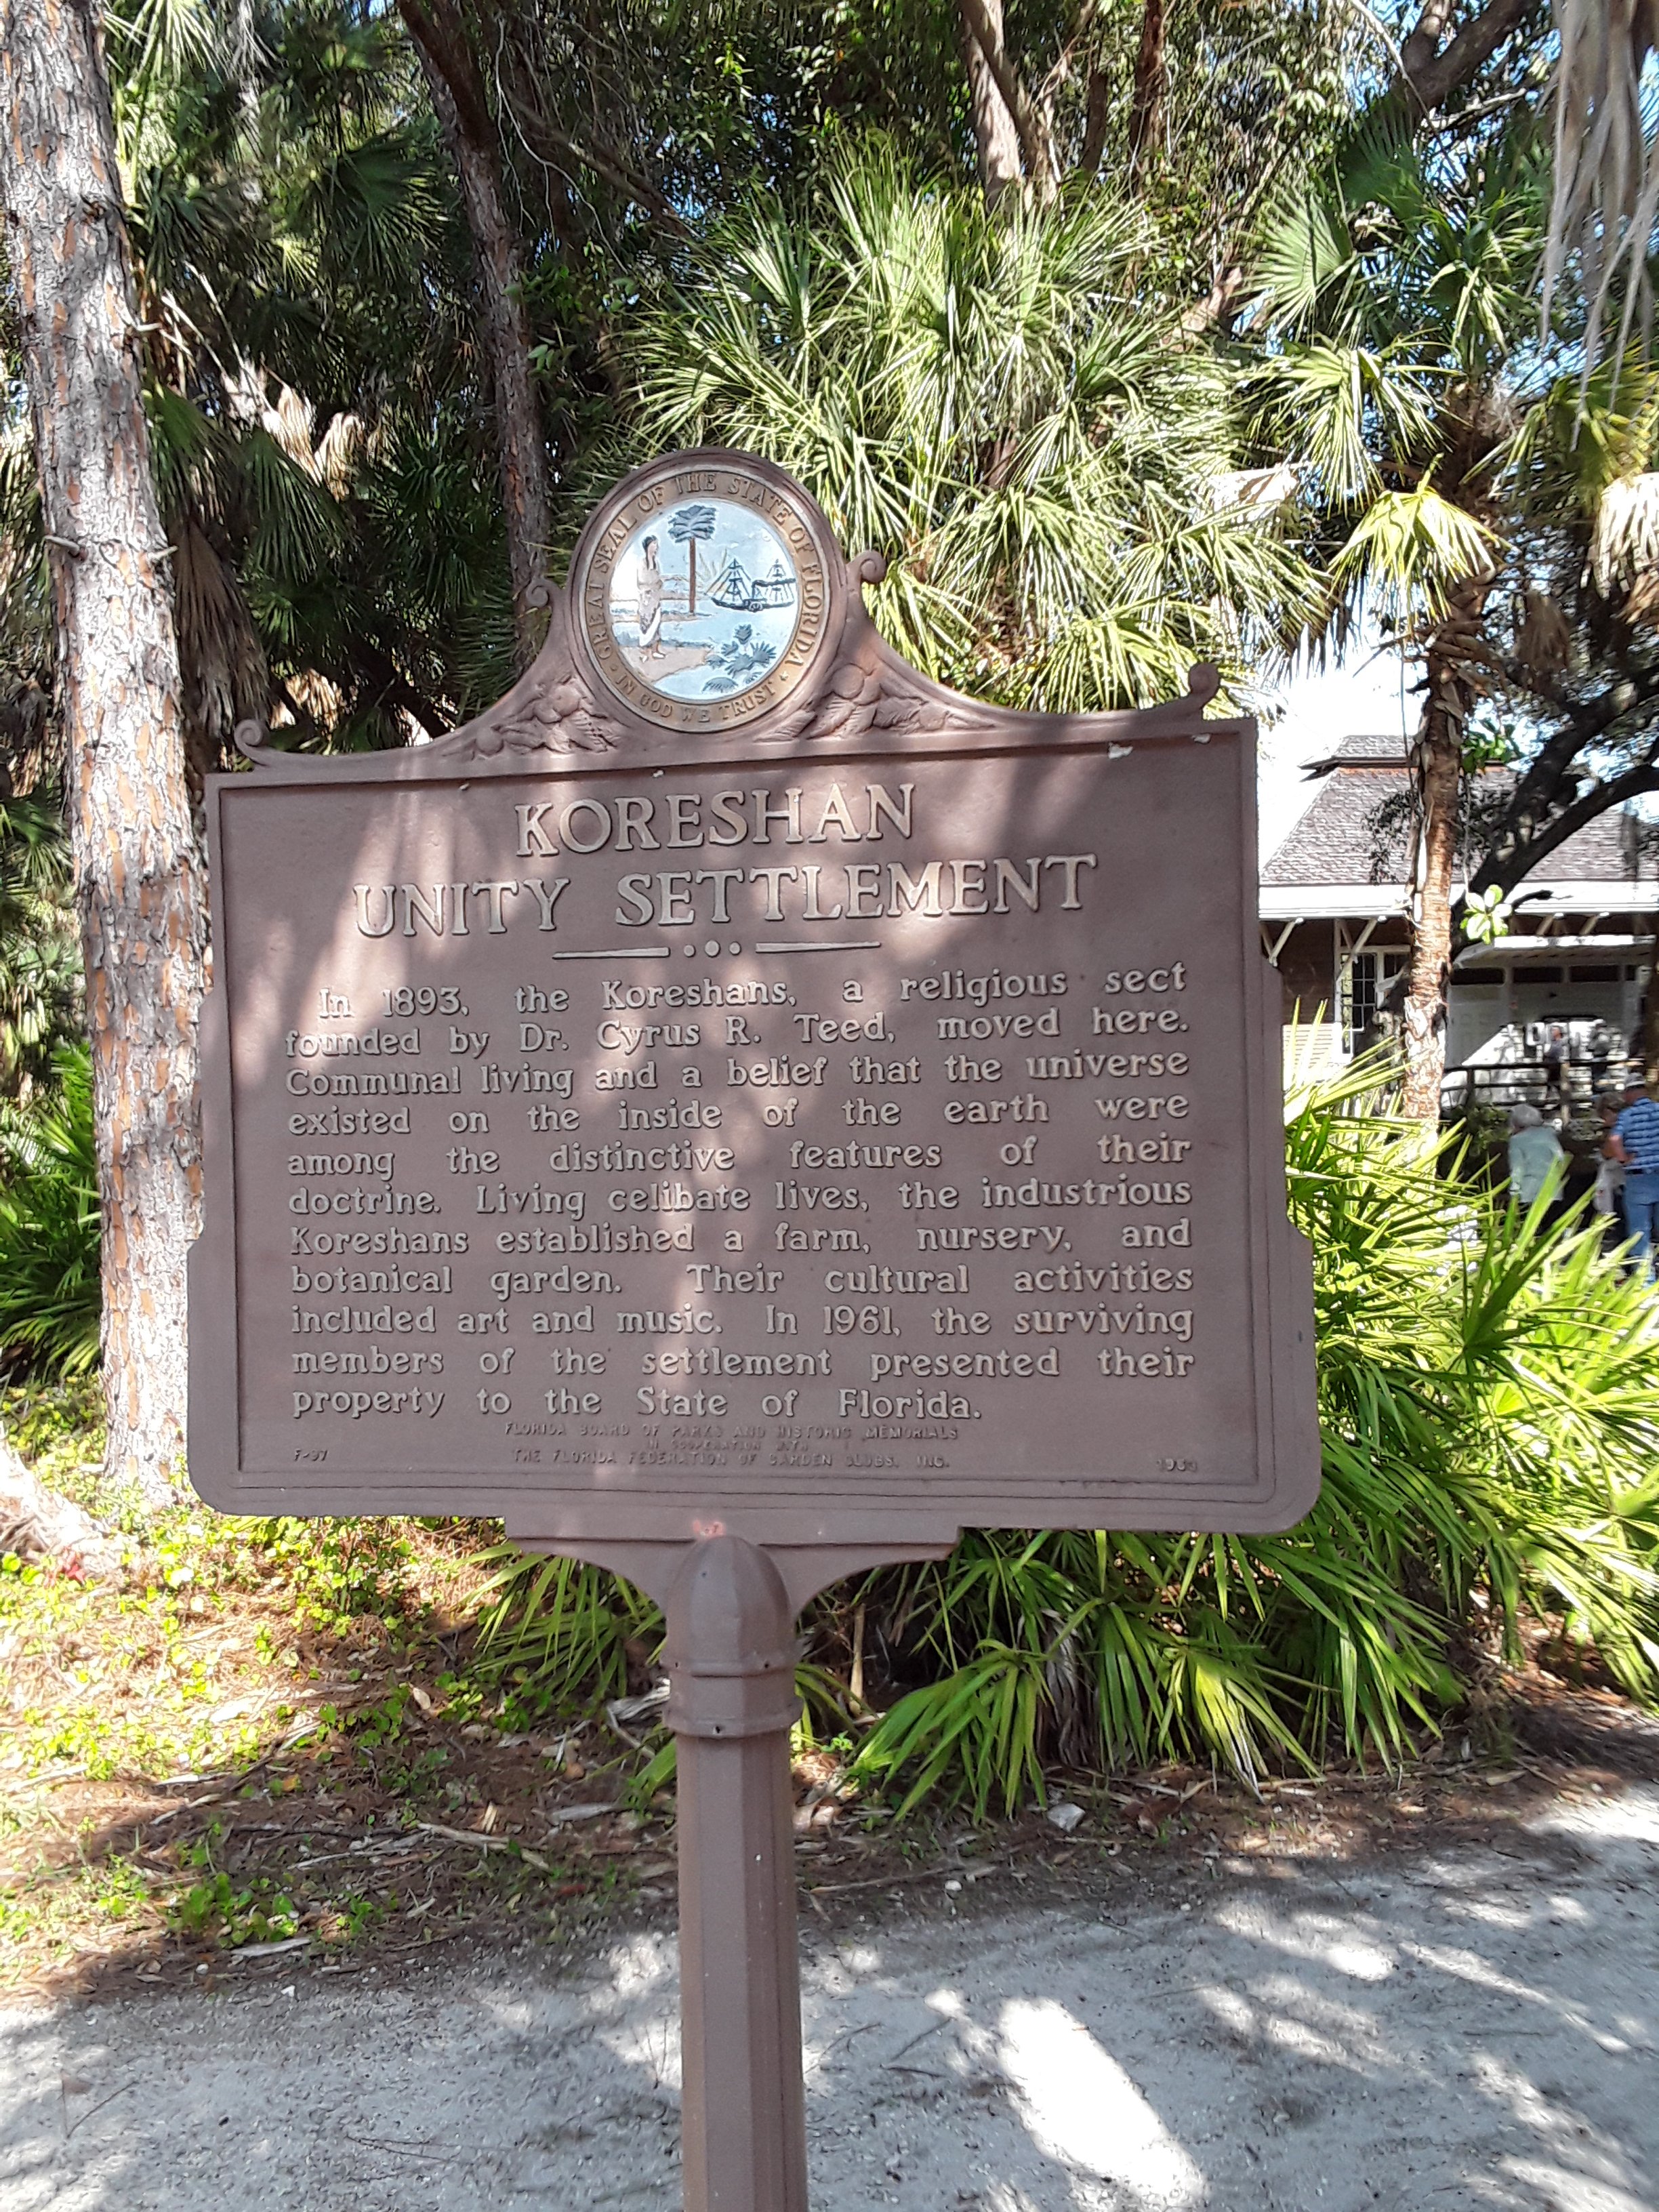 GREAT SEAL OF THE STATE OF FLORIDA
IN GOD WE TRUST
KORESHAN
UNITY SETTLEMENT
In 1893, the Koreshans, a religious sect
founded by Dr. Cyrus R. Teed, moved here.
Communal living and a belief that the universe
existed on the inside of the earth were
among the distinctive features of their
doctrine. Living celibate lives, the industrious
Koreshans established a farm, nursery, and
botanical garden. Their cultural activities
included art and music. In 1961, the surviving
members of the settlement presented their
property to the State of Florida.
FLORIDA BOARD OF PARKS AND HISTORIC MEMORIALS
IN COOPERATION WITH
F-97 THE FLORIDA FEDERATION OF GARDEN CLUBS, INC. 1963